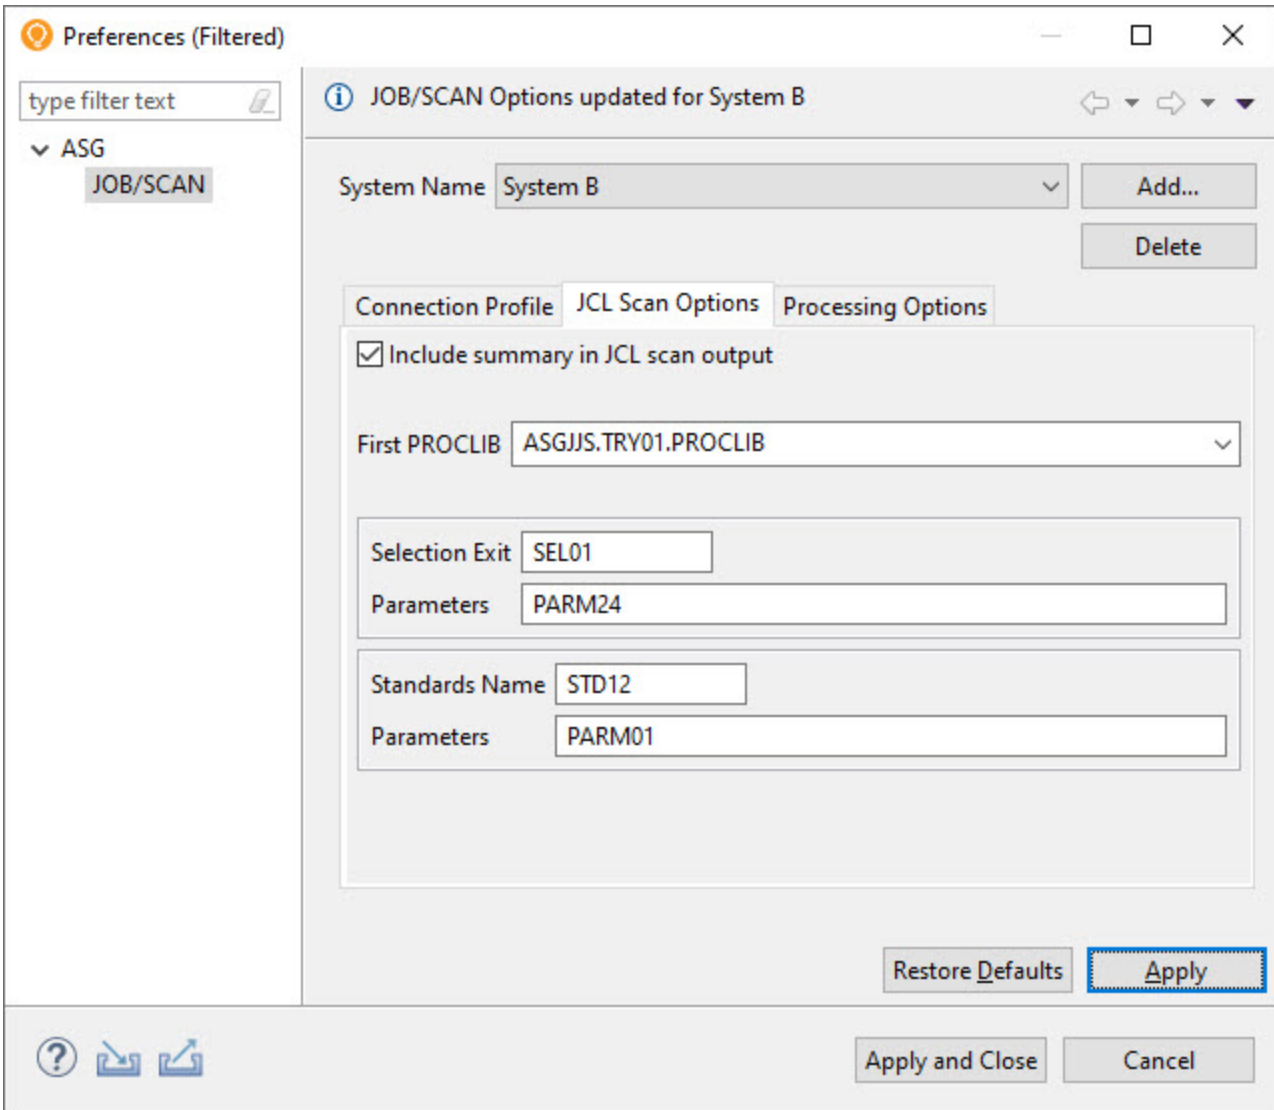 Preferences (Filtered)
type filter text
ASG
JOB/SCAN
JOB/SCAN Options updated for System B
System Name System B Add...
Delete
Connection Profile JCL Scan Options Processing Options
Include summary in JCL scan output
First PROCLIB ASGJJS.TRY01.PROCLIB
Selection Exit SEL01
Parameters PARM24
Standards Name STD12
Parameters PARM01
Restore Defaults Apply
Apply and Close Cancel